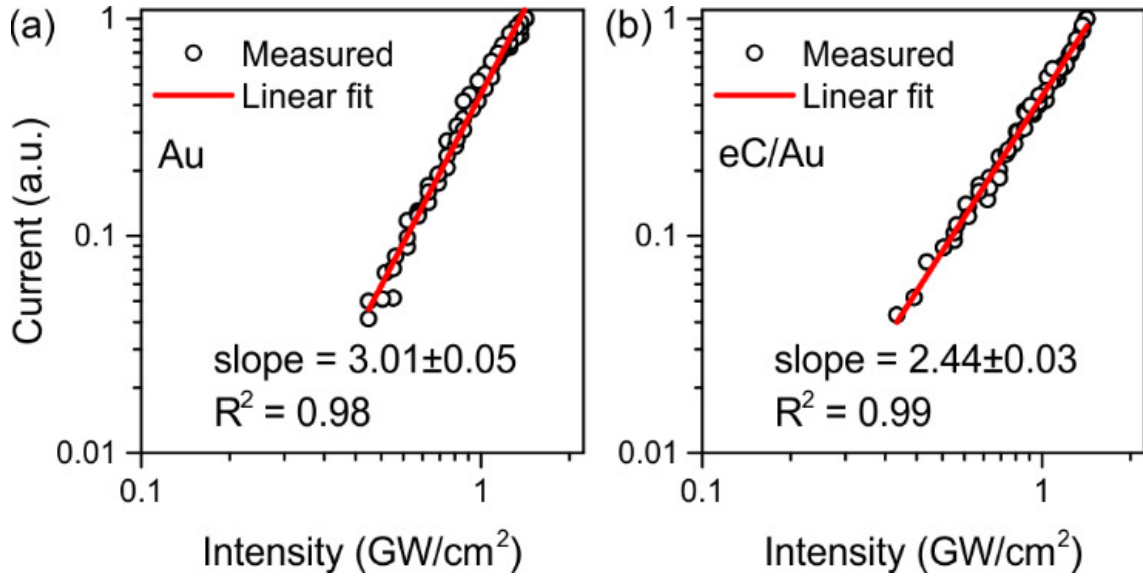 (a)
Measured
Linear fit
Au
slope = 3.01±0.05
R² = 0.98
1
0.1
0.01
0.1
1
Current (a.u.)
Intensity (GW/cm²)
(b)
Measured
Linear fit
eC/Au
slope = 2.44±0.03
R² = 0.99
1
0.1
0.01
0.1
1
Intensity (GW/cm²)